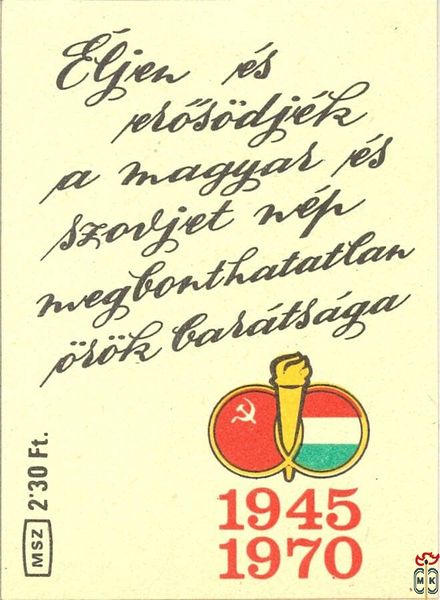 Éljen és
erősödjék
a magyar és
szovjet nép
megbonthatatlan
örök barátsága
1945
1970
MSZ 2'30 Ft.
MK